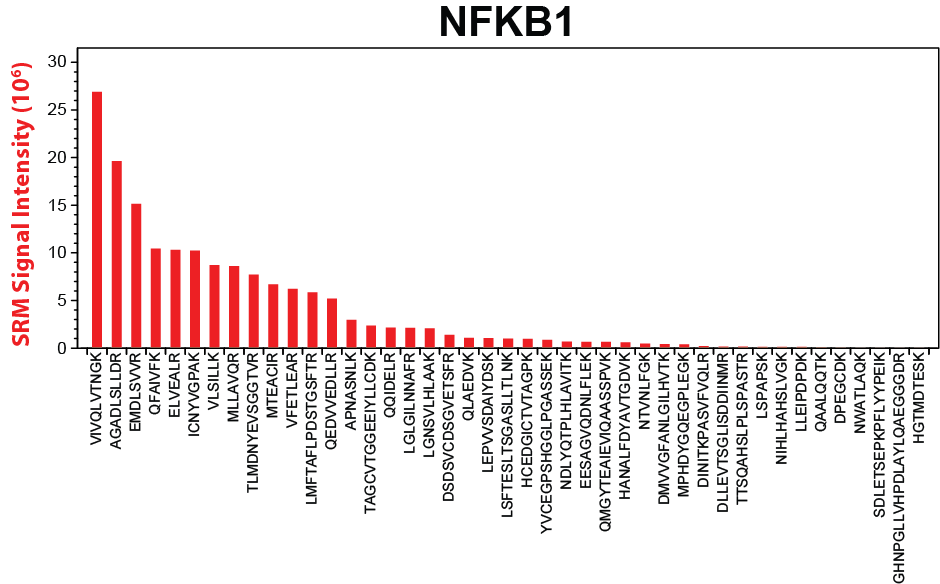 NFKB1
SRM Signal Intensity (10⁶)
30
25
20
15
10
5
0
VIVQLVTNGK
AGADLSLLDR
EMDLSVVR
QFAIVFK
ELVEALR
ICNYVGPAK
VLSILLK
MLLAVQR
TLMDNYEVSGGTVR
MTEACIR
VFETLEAR
LMFTAFLPDSTGSFTR
QEDVVEDLLR
APNASNLK
TAGCVTGGEEIYLLCDK
QQIDELR
LGLGILNNAFR
LGNSVLHLAAK
DSDSVCDSGVETSFR
QLAEDVK
LEPVVSDAIYDSK
LSFTESLTSGASLLTLNK
HCEDGICTVTAGPK
YVCEGPSHGGLPGASSEK
NDLYQTPLHLAVITK
EESAGVQDNLFLEK
QMGYTEAIEVIQAASSPVK
HANALFDYAVTGDVK
NTVNLFGK
DMVVGFANLGILHVTK
MPHDYGQEGPLEGK
DINITKPASVFVQLR
DLLEVTSGLISDDIINMR
TTSQAHSLPLSPASTR
LSPAPSK
NIHLHAHSLVGK
LLEIPDPDK
QAALQQTK
DPEGCDK
NWATLAQK
SDLETSEPKPFLYYPEIK
GHNPGLLVHPDLAYLQAEGGGDR
HGTMDTESK